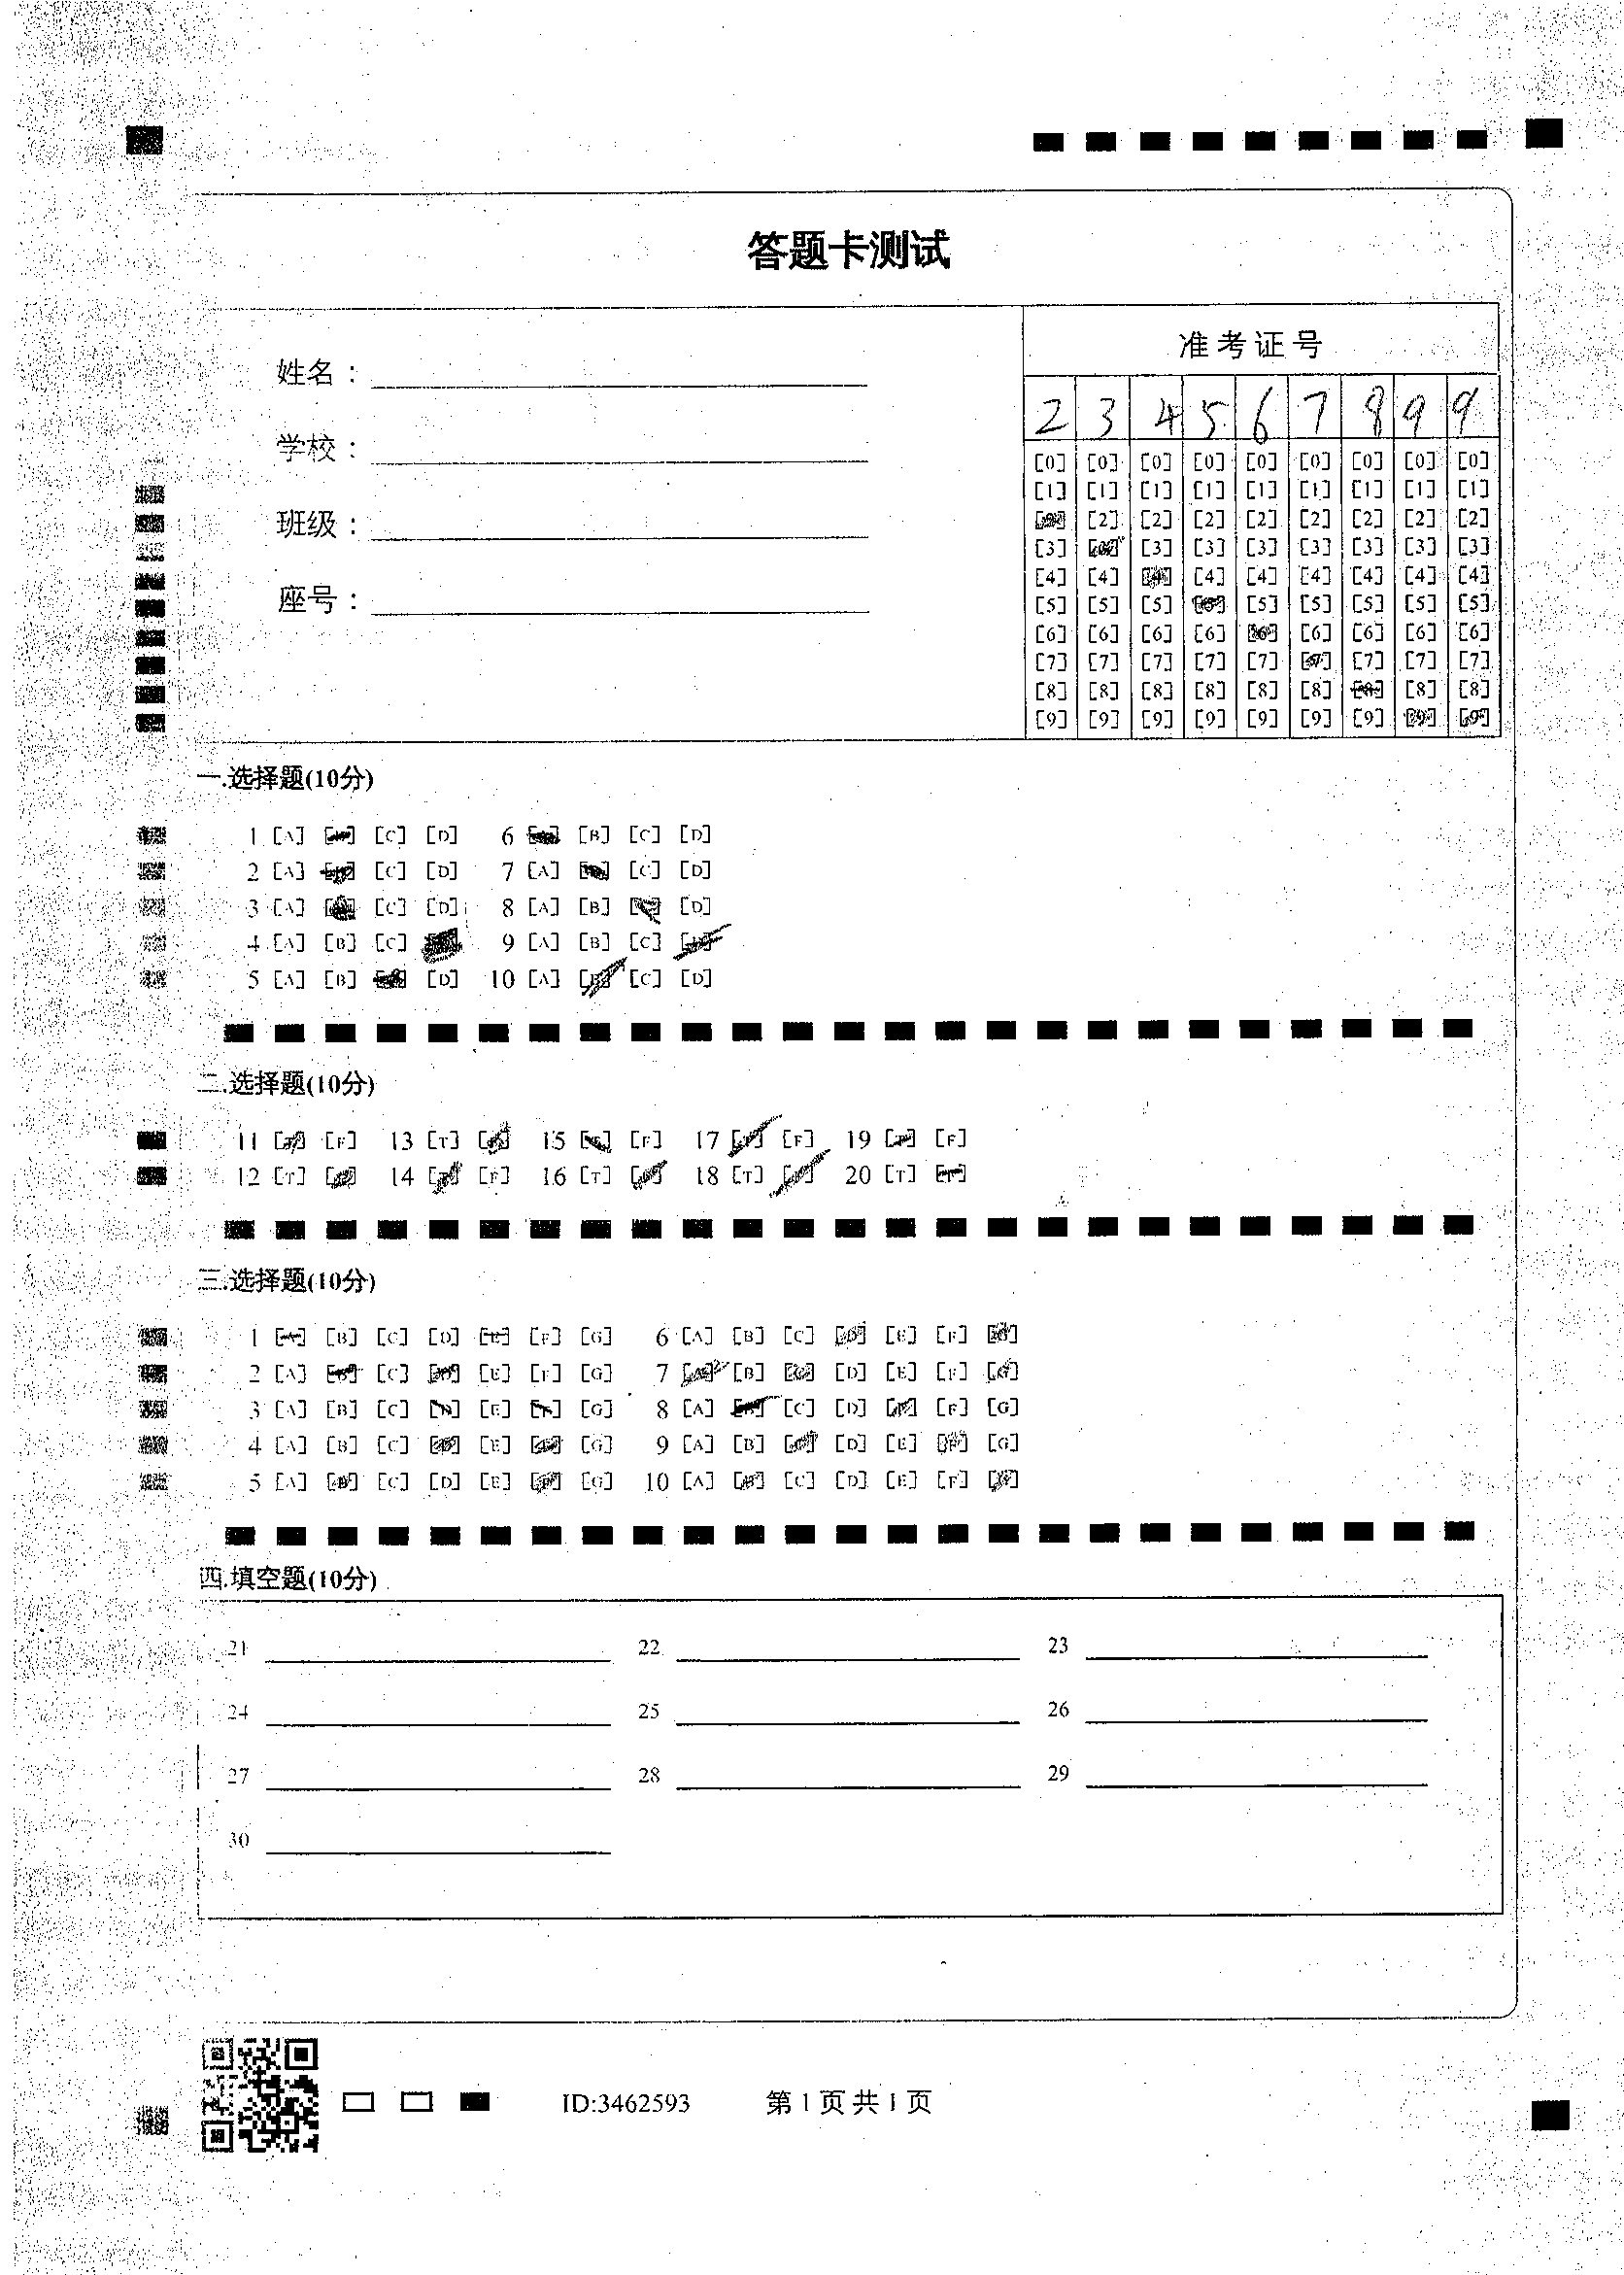 答题卡测试
准考证号
姓名：
学校：
班级：
座号：
2 3 4 5 6 7 8 9 9
[0] [0] [0] [0] [0] [0] [0] [0] [0]
[1] [1] [1] [1] [1] [1] [1] [1] [1]
[2] [2] [2] [2] [2] [2] [2] [2]
[3] [3] [3] [3] [3] [3] [3] [3]
[4] [4] [4] [4] [4] [4] [4] [4]
[5] [5] [5] [5] [5] [5] [5] [5]
[6] [6] [6] [6] [6] [6] [6] [6]
[7] [7] [7] [7] [7] [7] [7] [7]
[8] [8] [8] [8] [8] [8] [8] [8]
[9] [9] [9] [9] [9] [9] [9]
一.选择题(10分)
1 [A] [C] [D] 6 [B] [C] [D]
2 [A] [C] [D] 7 [A] [C] [D]
3 [A] [C] [D] 8 [A] [B] [D]
4 [A] [B] [C] 9 [A] [B] [C]
5 [A] [B] [D] 10 [A] [C] [D]
二.选择题(10分)
11 [F] 13 [T] 15 [F] 17 [F] 19 [F]
12 [T] 14 [F] 16 [T] 18 [T] 20 [T]
三.选择题(10分)
1 [B] [C] [D] [F] [G] 6 [A] [B] [C] [E] [F]
2 [A] [C] [E] [F] [G] 7 [B] [D] [E] [F]
3 [A] [B] [C] [E] [G] 8 [A] [C] [D] [F] [G]
4 [A] [B] [C] [E] [G] 9 [A] [B] [D] [E] [G]
5 [A] [C] [D] [E] [G] 10 [A] [C] [D] [E] [F]
四.填空题(10分)
21 22 23
24 25 26
27 28 29
30
ID:3462593 第1页共1页